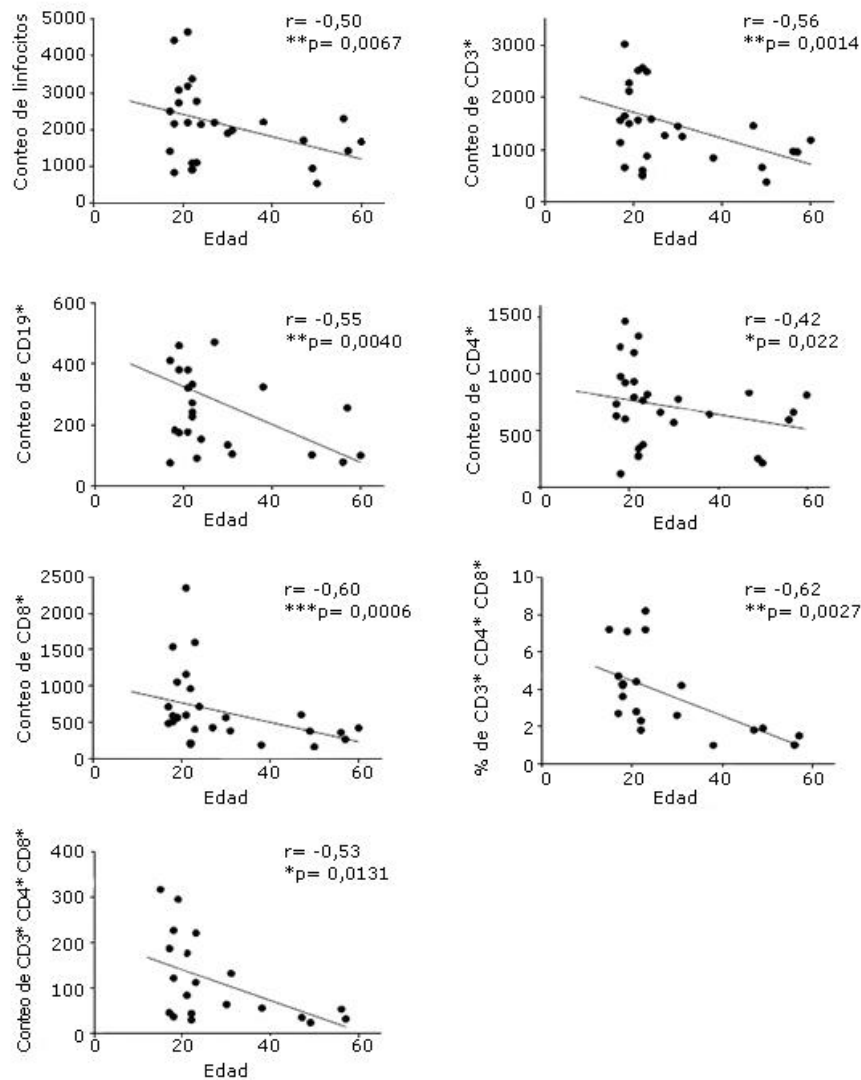 r= -0,50
**p= 0,0067
Conteo de linfocitos
5000
4000
3000
2000
1000
0
0 20 40 60
Edad
r= -0,56
**p= 0,0014
Conteo de CD3*
3000
2000
1000
0
0 20 40 60
Edad
r= -0,55
**p= 0,0040
Conteo de CD19*
600
400
200
0
0 20 40 60
Edad
r= -0,42
*p= 0,022
Conteo de CD4*
1500
1000
500
0
0 20 40 60
Edad
r= -0,60
***p= 0,0006
Conteo de CD8*
2500
2000
1500
1000
500
0
0 20 40 60
Edad
r= -0,62
**p= 0,0027
% de CD3* CD4* CD8*
10
8
6
4
2
0
0 20 40 60
Edad
r= -0,53
*p= 0,0131
Conteo de CD3* CD4* CD8*
400
300
200
100
0
0 20 40 60
Edad